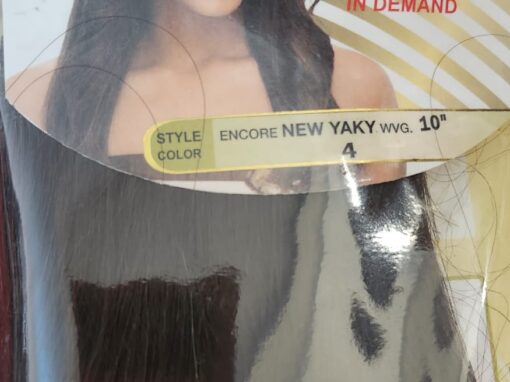 IN DEMAND
STYLE ENCORE NEW YAKY WVG. 10"
COLOR 4